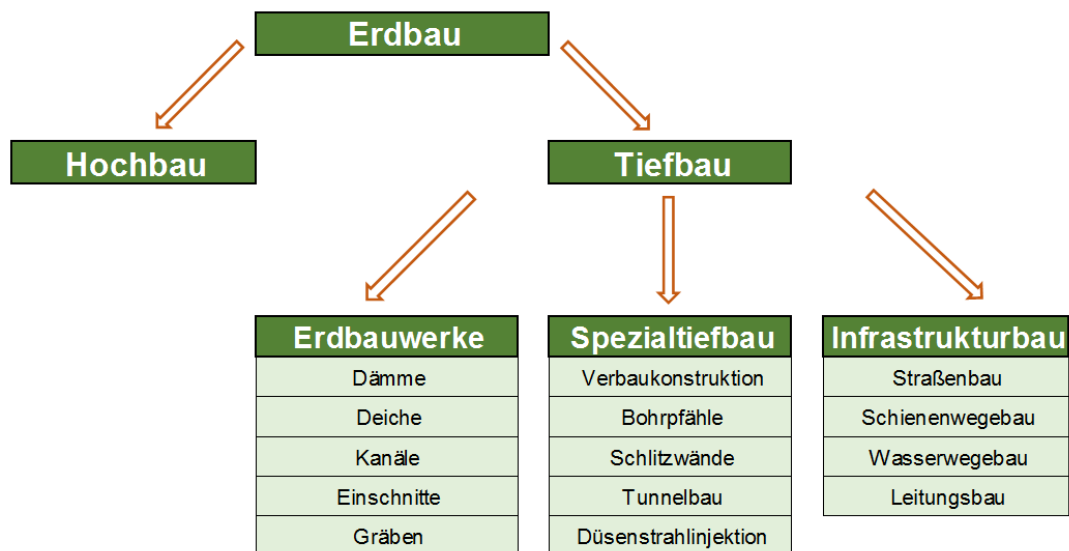 Erdbau
Hochbau
Tiefbau
Erdbauwerke
Dämme
Deiche
Kanäle
Einschnitte
Gräben
Spezialtiefbau
Verbaukonstruktion
Bohrpfähle
Schlitzwände
Tunnelbau
Düsenstrahlinjektion
Infrastrukturbau
Straßenbau
Schienenwegebau
Wasserwegebau
Leitungsbau